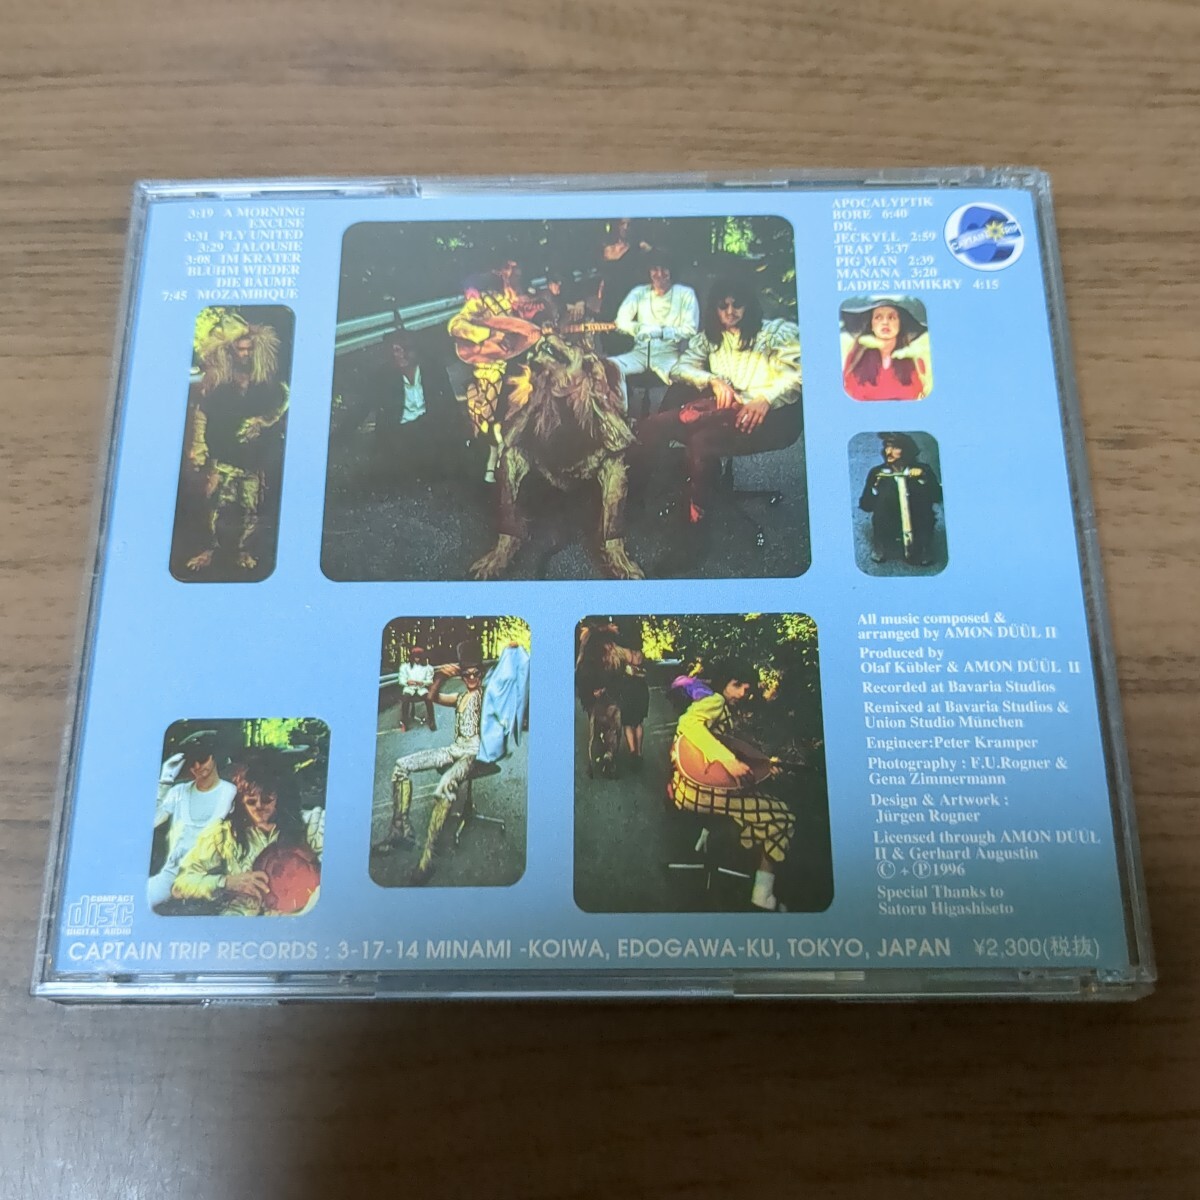 3:19 A MORNING
EXCUSE
3:31 FLY UNITED
3:29 JALOUSIE
3:08 IM KRATER
BLÜHM WIEDER
DIE BÄUME
7:45 MOZAMBIQUE
APOCALYPTIK
BORE 6:40
DR.
JECKYLL 2:59
TRAP 3:37
PIG MAN 2:39
MAÑANA 3:20
LADIES MIMIKRY 4:15
CAPTAIN TRIP
All music composed &
arranged by AMON DÜÜL II
Produced by
Olaf Kübler & AMON DÜÜL II
Recorded at Bavaria Studios
Remixed at Bavaria Studios &
Union Studio München
Engineer:Peter Kramper
Photography : F.U.Rogner &
Gena Zimmermann
Design & Artwork :
Jürgen Rogner
Licensed through AMON DÜÜL
II & Gerhard Augustin
Ⓒ + Ⓟ1996
Special Thanks to
Satoru Higashiseto
COMPACT
disc
DIGITAL AUDIO
CAPTAIN TRIP RECORDS : 3-17-14 MINAMI -KOIWA, EDOGAWA-KU, TOKYO, JAPAN ¥2,300(税抜)